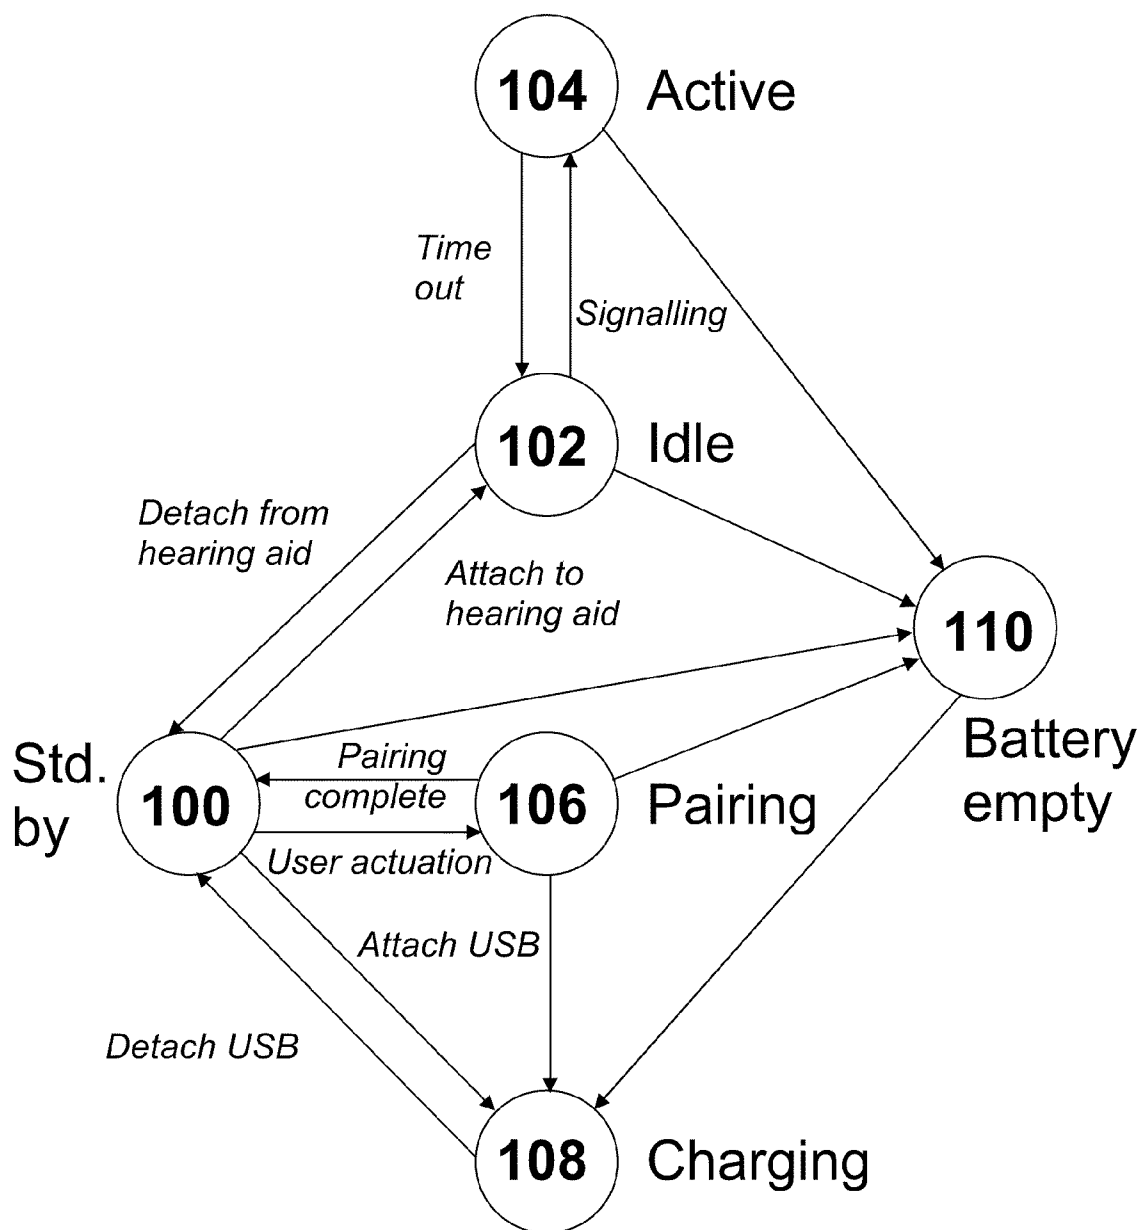 104 Active
Time
out
Signalling
102 Idle
Detach from
hearing aid
Attach to
hearing aid
110
Battery
empty
Std.
by
100
Pairing
complete
106 Pairing
User actuation
Attach USB
Detach USB
108 Charging